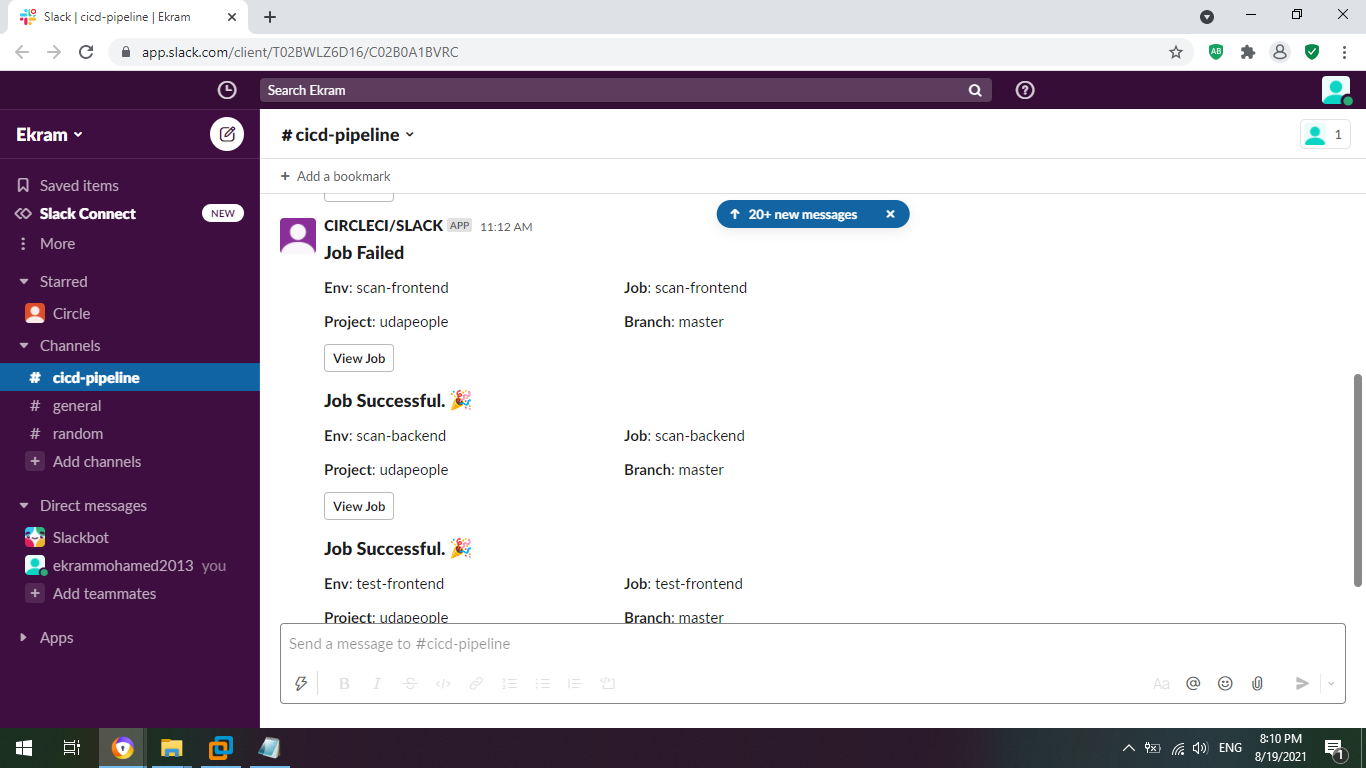 Slack | cicd-pipeline | Ekram
app.slack.com/client/T02BWLZ6D16/C02B0A1BVRC
AB
Search Ekram
Ekram
# cicd-pipeline
1
+ Add a bookmark
Saved items
Slack Connect NEW
More
Starred
Circle
Channels
# cicd-pipeline
# general
# random
+ Add channels
Direct messages
Slackbot
ekrammohamed2013 you
+ Add teammates
Apps
20+ new messages
CIRCLECI/SLACK APP 11:12 AM
Job Failed
Env: scan-frontend Job: scan-frontend
Project: udapeople Branch: master
View Job
Job Successful. 🎉
Env: scan-backend Job: scan-backend
Project: udapeople Branch: master
View Job
Job Successful. 🎉
Env: test-frontend Job: test-frontend
Project: udapeople Branch: master
Send a message to #cicd-pipeline
B I S </> Aa @
ENG
8:10 PM
8/19/2021
1